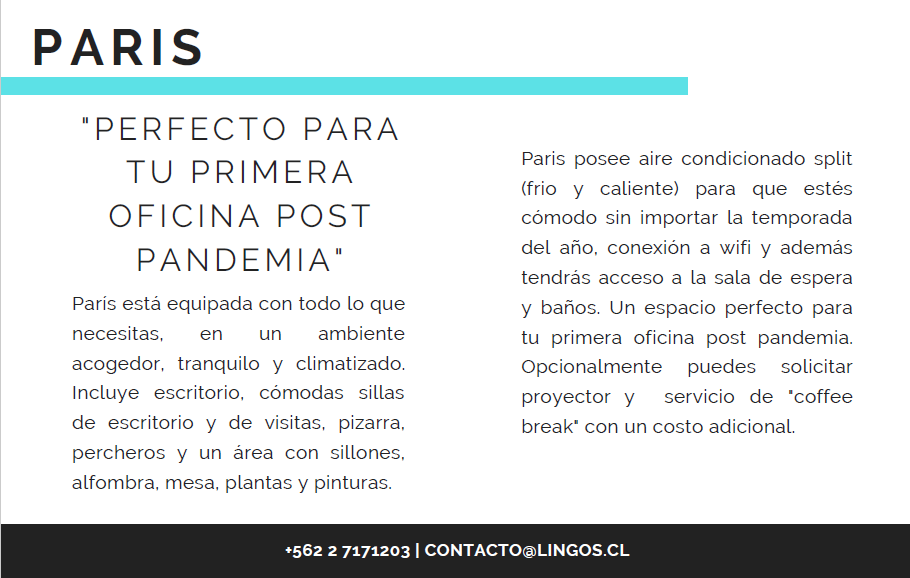 PARIS
"PERFECTO PARA
TU PRIMERA
OFICINA POST
PANDEMIA"
París está equipada con todo lo que
necesitas, en un ambiente
acogedor, tranquilo y climatizado.
Incluye escritorio, cómodas sillas
de escritorio y de visitas, pizarra,
percheros y un área con sillones,
alfombra, mesa, plantas y pinturas.
Paris posee aire condicionado split
(frio y caliente) para que estés
cómodo sin importar la temporada
del año, conexión a wifi y además
tendrás acceso a la sala de espera
y baños. Un espacio perfecto para
tu primera oficina post pandemia.
Opcionalmente puedes solicitar
proyector y servicio de "coffee
break" con un costo adicional.
+562 2 7171203 | CONTACTO@LINGOS.CL